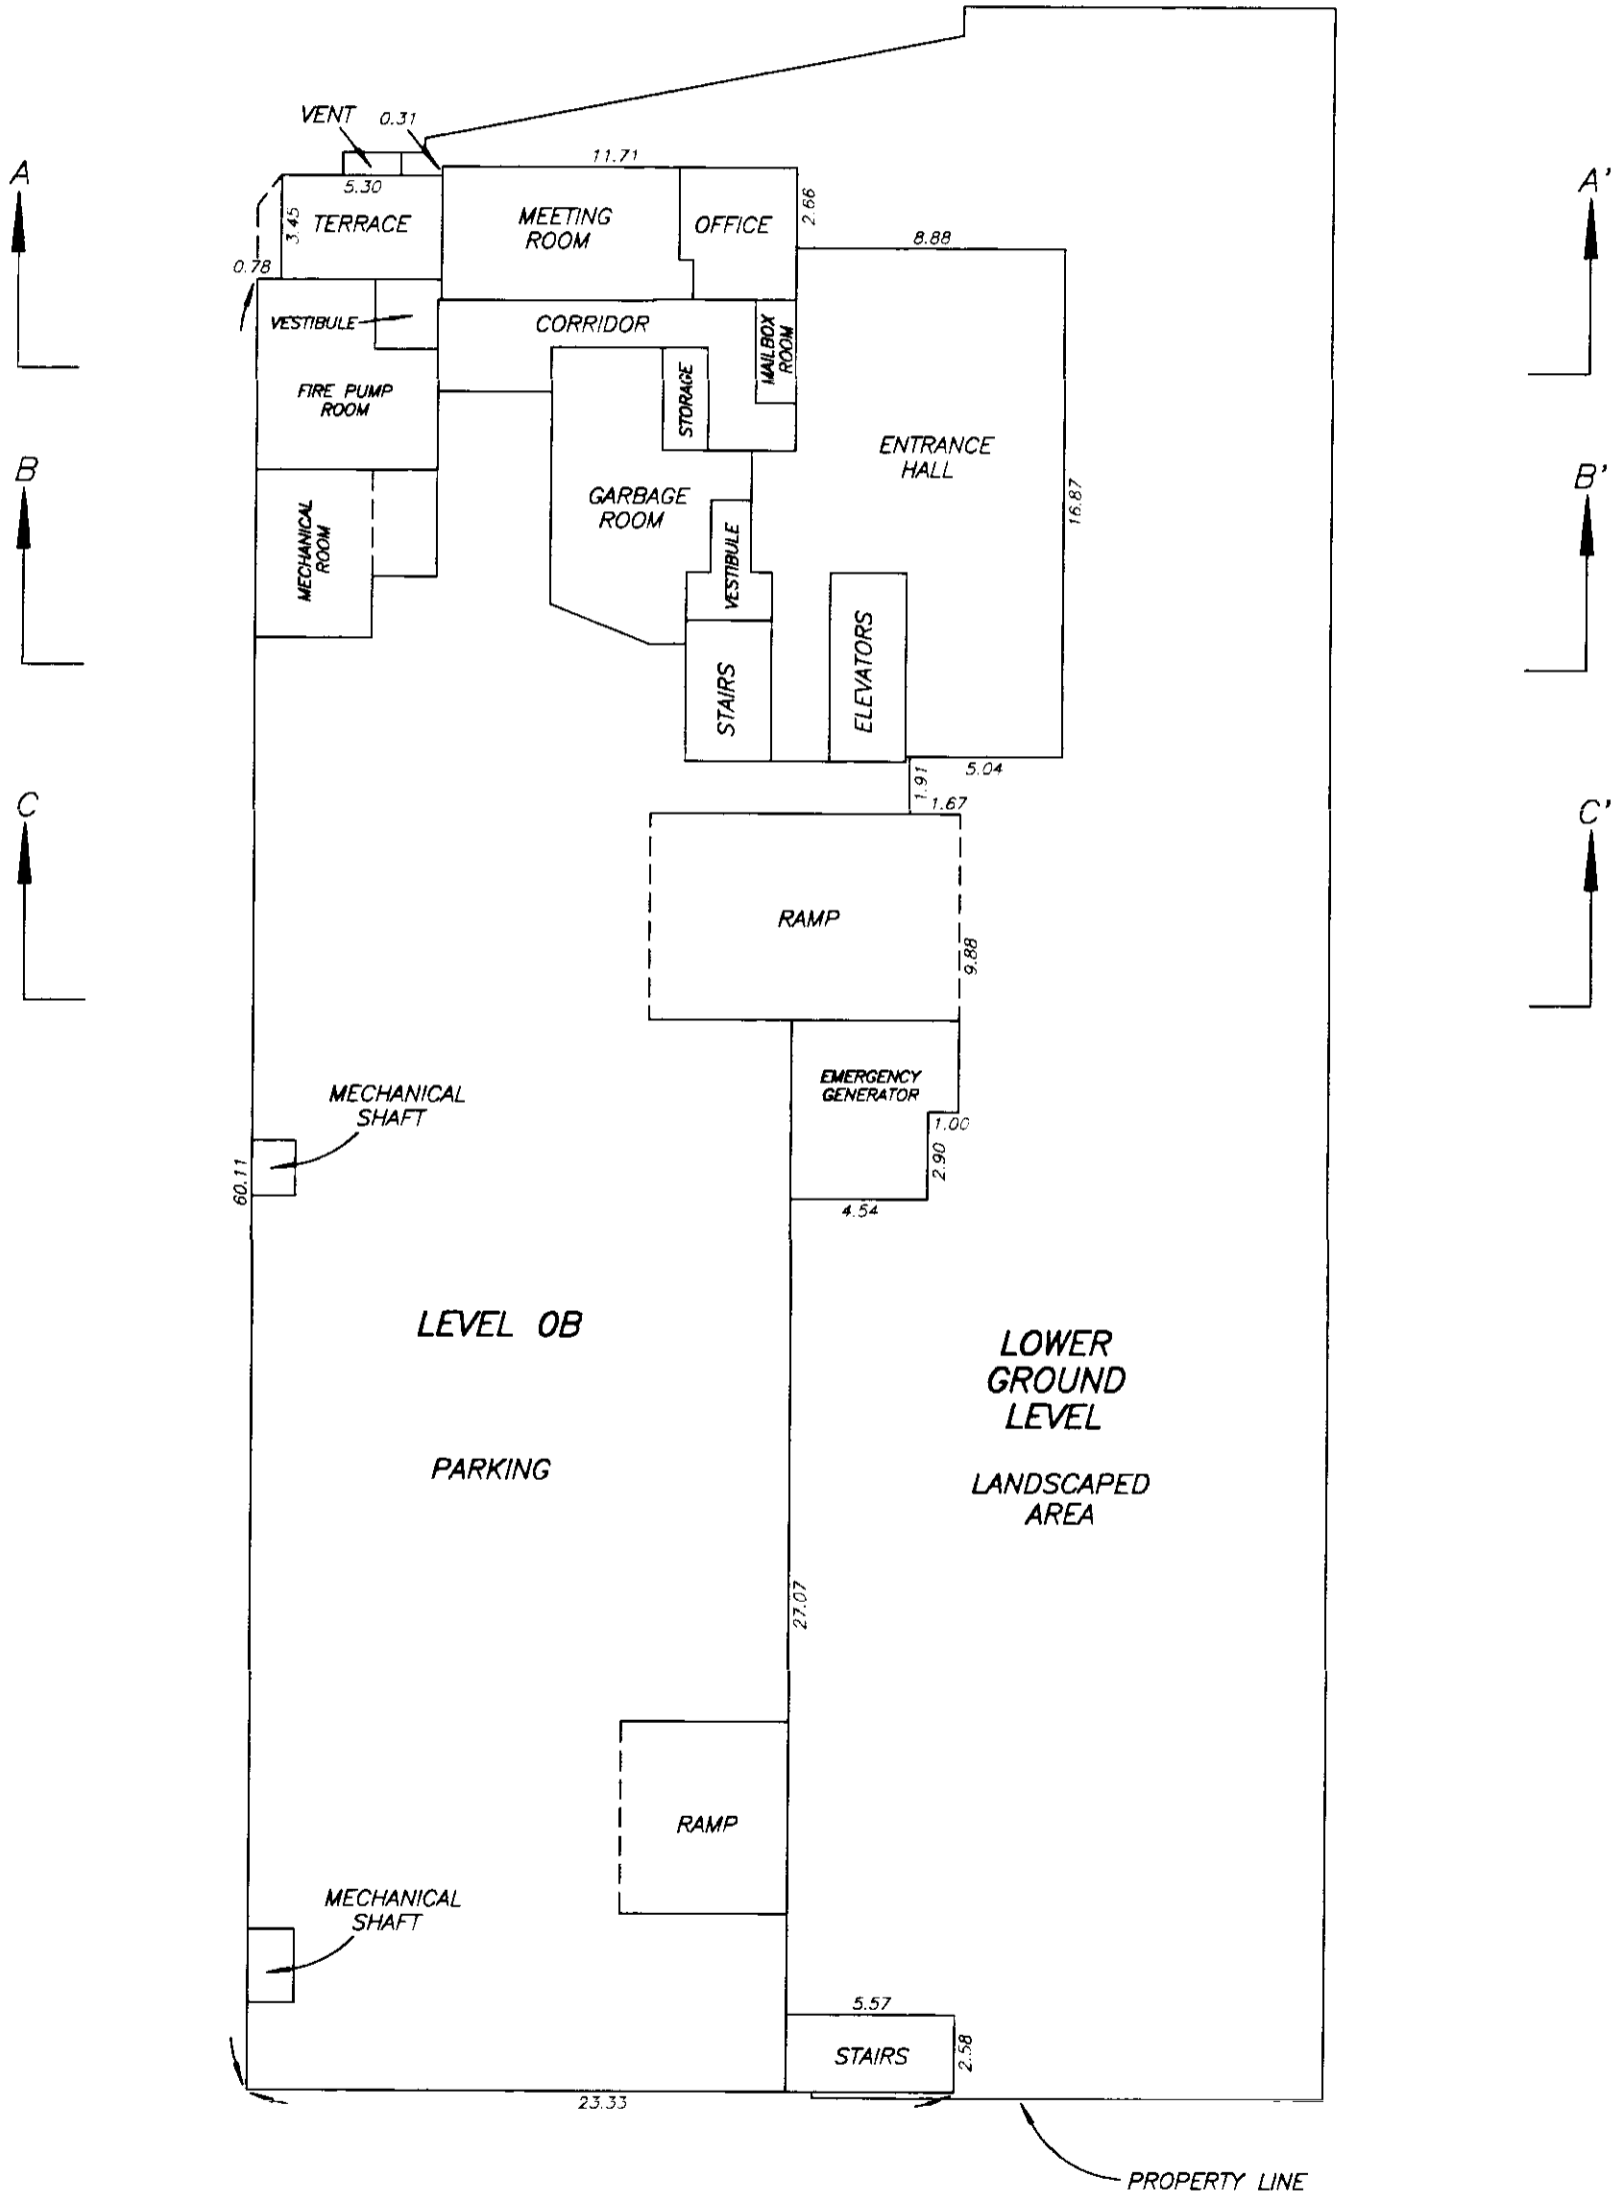 VENT
0.31
11.71
A
A'
5.30
3.45
TERRACE
MEETING
ROOM
OFFICE
2.66
8.88
0.78
VESTIBULE
CORRIDOR
MAILBOX
ROOM
FIRE PUMP
ROOM
STORAGE
ENTRANCE
HALL
B
B'
GARBAGE
ROOM
16.87
MECHANICAL
ROOM
VESTIBULE
STAIRS
ELEVATORS
5.04
1.91
1.67
C
C'
RAMP
9.88
EMERGENCY
GENERATOR
1.00
2.90
4.54
MECHANICAL
SHAFT
60.11
LEVEL 0B
LOWER
GROUND
LEVEL
PARKING
LANDSCAPED
AREA
27.07
RAMP
MECHANICAL
SHAFT
5.57
STAIRS
2.58
23.33
PROPERTY LINE